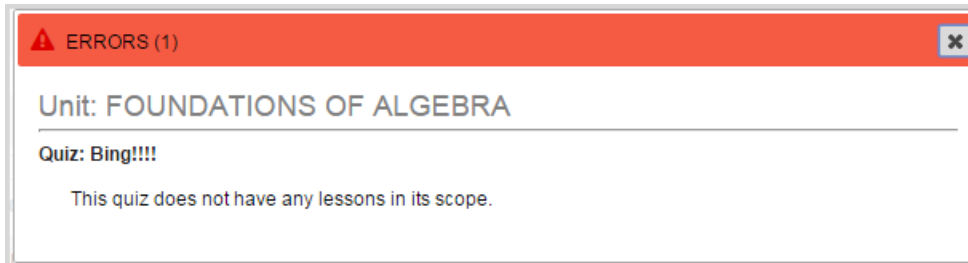 ERRORS (1)
Unit: FOUNDATIONS OF ALGEBRA
Quiz: Bing!!!!
This quiz does not have any lessons in its scope.